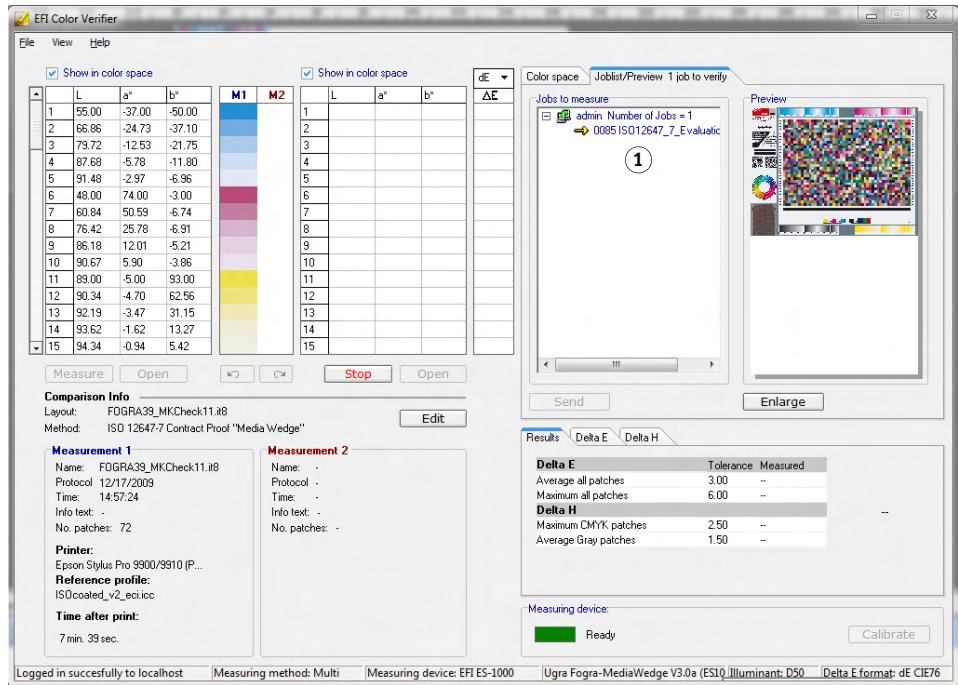 EFI Color Verifier
File View Help
Show in color space
L a* b* M1 M2
1 55.00 -37.00 -50.00
2 66.86 -24.73 -37.10
3 79.72 -12.53 -21.75
4 87.68 -5.78 -11.80
5 91.48 -2.97 -6.96
6 48.00 74.00 -3.00
7 60.84 50.59 -6.74
8 76.42 25.78 -6.91
9 86.18 12.01 -5.21
10 90.67 5.90 -3.86
11 89.00 -5.00 93.00
12 90.34 -4.70 62.56
13 92.19 -3.47 31.15
14 93.62 -1.62 13.27
15 94.34 -0.94 5.42
Show in color space
L a* b*
1
2
3
4
5
6
7
8
9
10
11
12
13
14
15
dE
ΔE
Measure Open Stop Open
Comparison Info
Layout: FOGRA39_MKCheck11.it8
Method: ISO 12647-7 Contract Proof "Media Wedge"
Edit
Measurement 1
Name: FOGRA39_MKCheck11.it8
Protocol 12/17/2009
Time: 14:57:24
Info text: -
No. patches: 72
Printer:
Epson Stylus Pro 9900/9910 (P...
Reference profile:
ISOcoated_v2_eci.icc
Time after print:
7 min. 39 sec.
Measurement 2
Name: -
Protocol -
Time: -
Info text: -
No. patches: -
Color space Joblist/Preview 1 job to verify
Jobs to measure
admin Number of Jobs = 1
0085 ISO12647_7_Evaluatic
1
Send
Preview
Enlarge
Results Delta E Delta H
Delta E Tolerance Measured
Average all patches 3.00 --
Maximum all patches 6.00 --
Delta H
--
Maximum CMYK patches 2.50 --
Average Gray patches 1.50 --
Measuring device:
Ready
Calibrate
Logged in succesfully to localhost Measuring method: Multi Measuring device: EFI ES-1000 Ugra Fogra-MediaWedge V3.0a (ES10 Illuminant: D50 Delta E format: dE CIE76